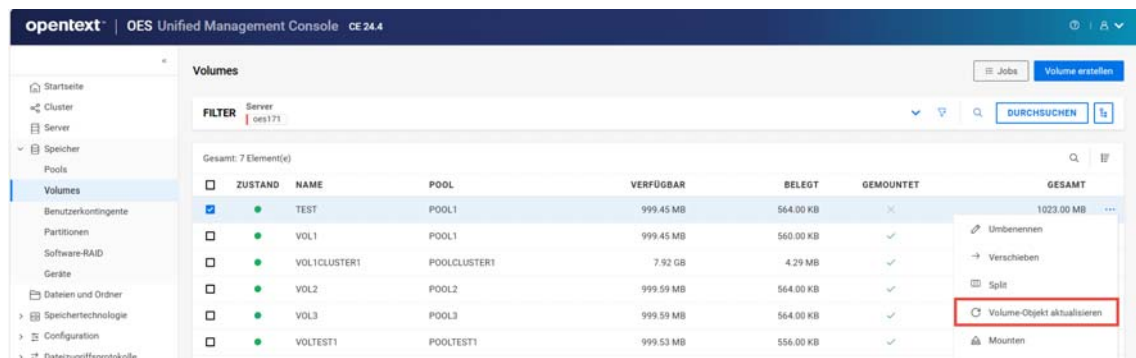 opentext | OES Unified Management Console CE 24.4
Startseite
Cluster
Server
Speicher
Pools
Volumes
Benutzerkontingente
Partitionen
Software-RAID
Geräte
Dateien und Ordner
Speichertechnologie
Configuration
Dateizugriffsprotokolle
Volumes
Jobs
Volume erstellen
FILTER Server
oes171
DURCHSUCHEN
Gesamt: 7 Element(e)
ZUSTAND NAME POOL VERFÜGBAR BELEGT GEMOUNTET GESAMT
TEST POOL1 999.45 MB 564.00 KB 1023.00 MB
VOL1 POOL1 999.45 MB 560.00 KB
VOL1CLUSTER1 POOLCLUSTER1 7.92 GB 4.29 MB
VOL2 POOL2 999.59 MB 564.00 KB
VOL3 POOL3 999.59 MB 564.00 KB
VOLTEST1 POOLTEST1 999.53 MB 556.00 KB
Umbenennen
Verschieben
Split
Volume-Objekt aktualisieren
Mounten